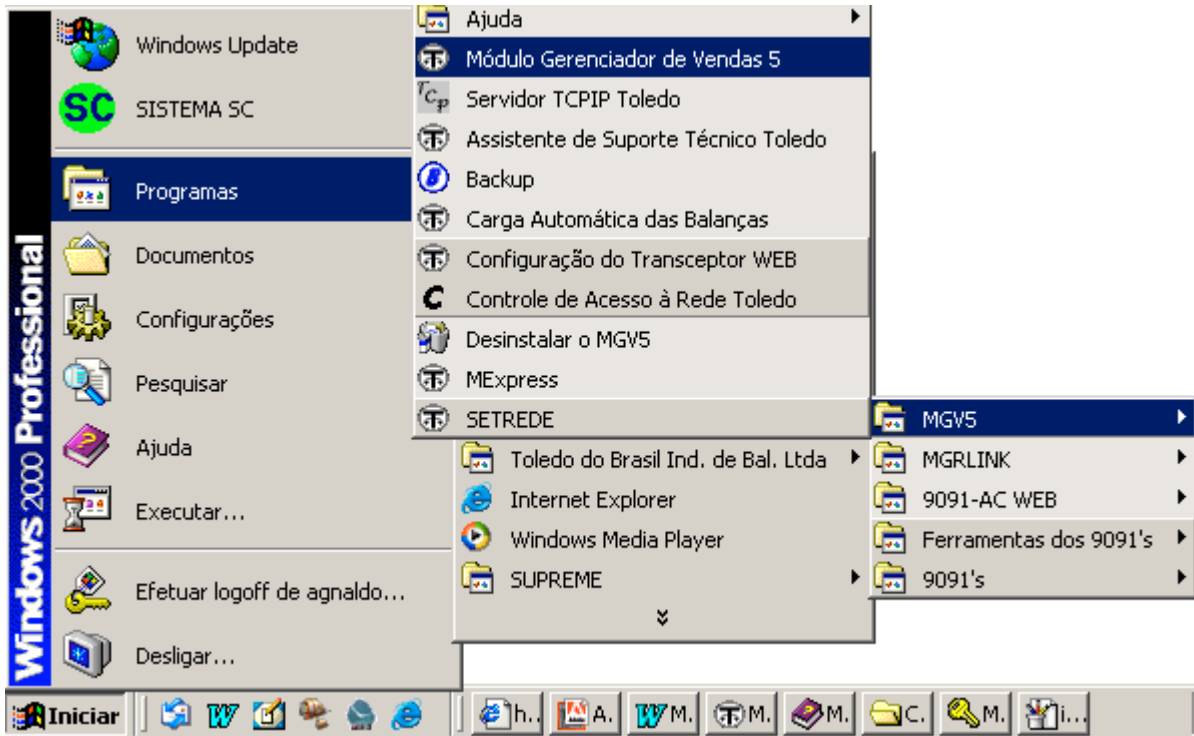 Windows 2000 Professional
Windows Update
SISTEMA SC
Programas
Documentos
Configurações
Pesquisar
Ajuda
Executar...
Efetuar logoff de agnaldo...
Desligar...
Ajuda
Módulo Gerenciador de Vendas 5
Servidor TCPIP Toledo
Assistente de Suporte Técnico Toledo
Backup
Carga Automática das Balanças
Configuração do Transceptor WEB
Controle de Acesso à Rede Toledo
Desinstalar o MGV5
MExpress
SETREDE
Toledo do Brasil Ind. de Bal. Ltda
Internet Explorer
Windows Media Player
SUPREME
MGV5
MGRLINK
9091-AC WEB
Ferramentas dos 9091's
9091's
Iniciar
h..
A.
M.
M.
M.
C.
M.
i...